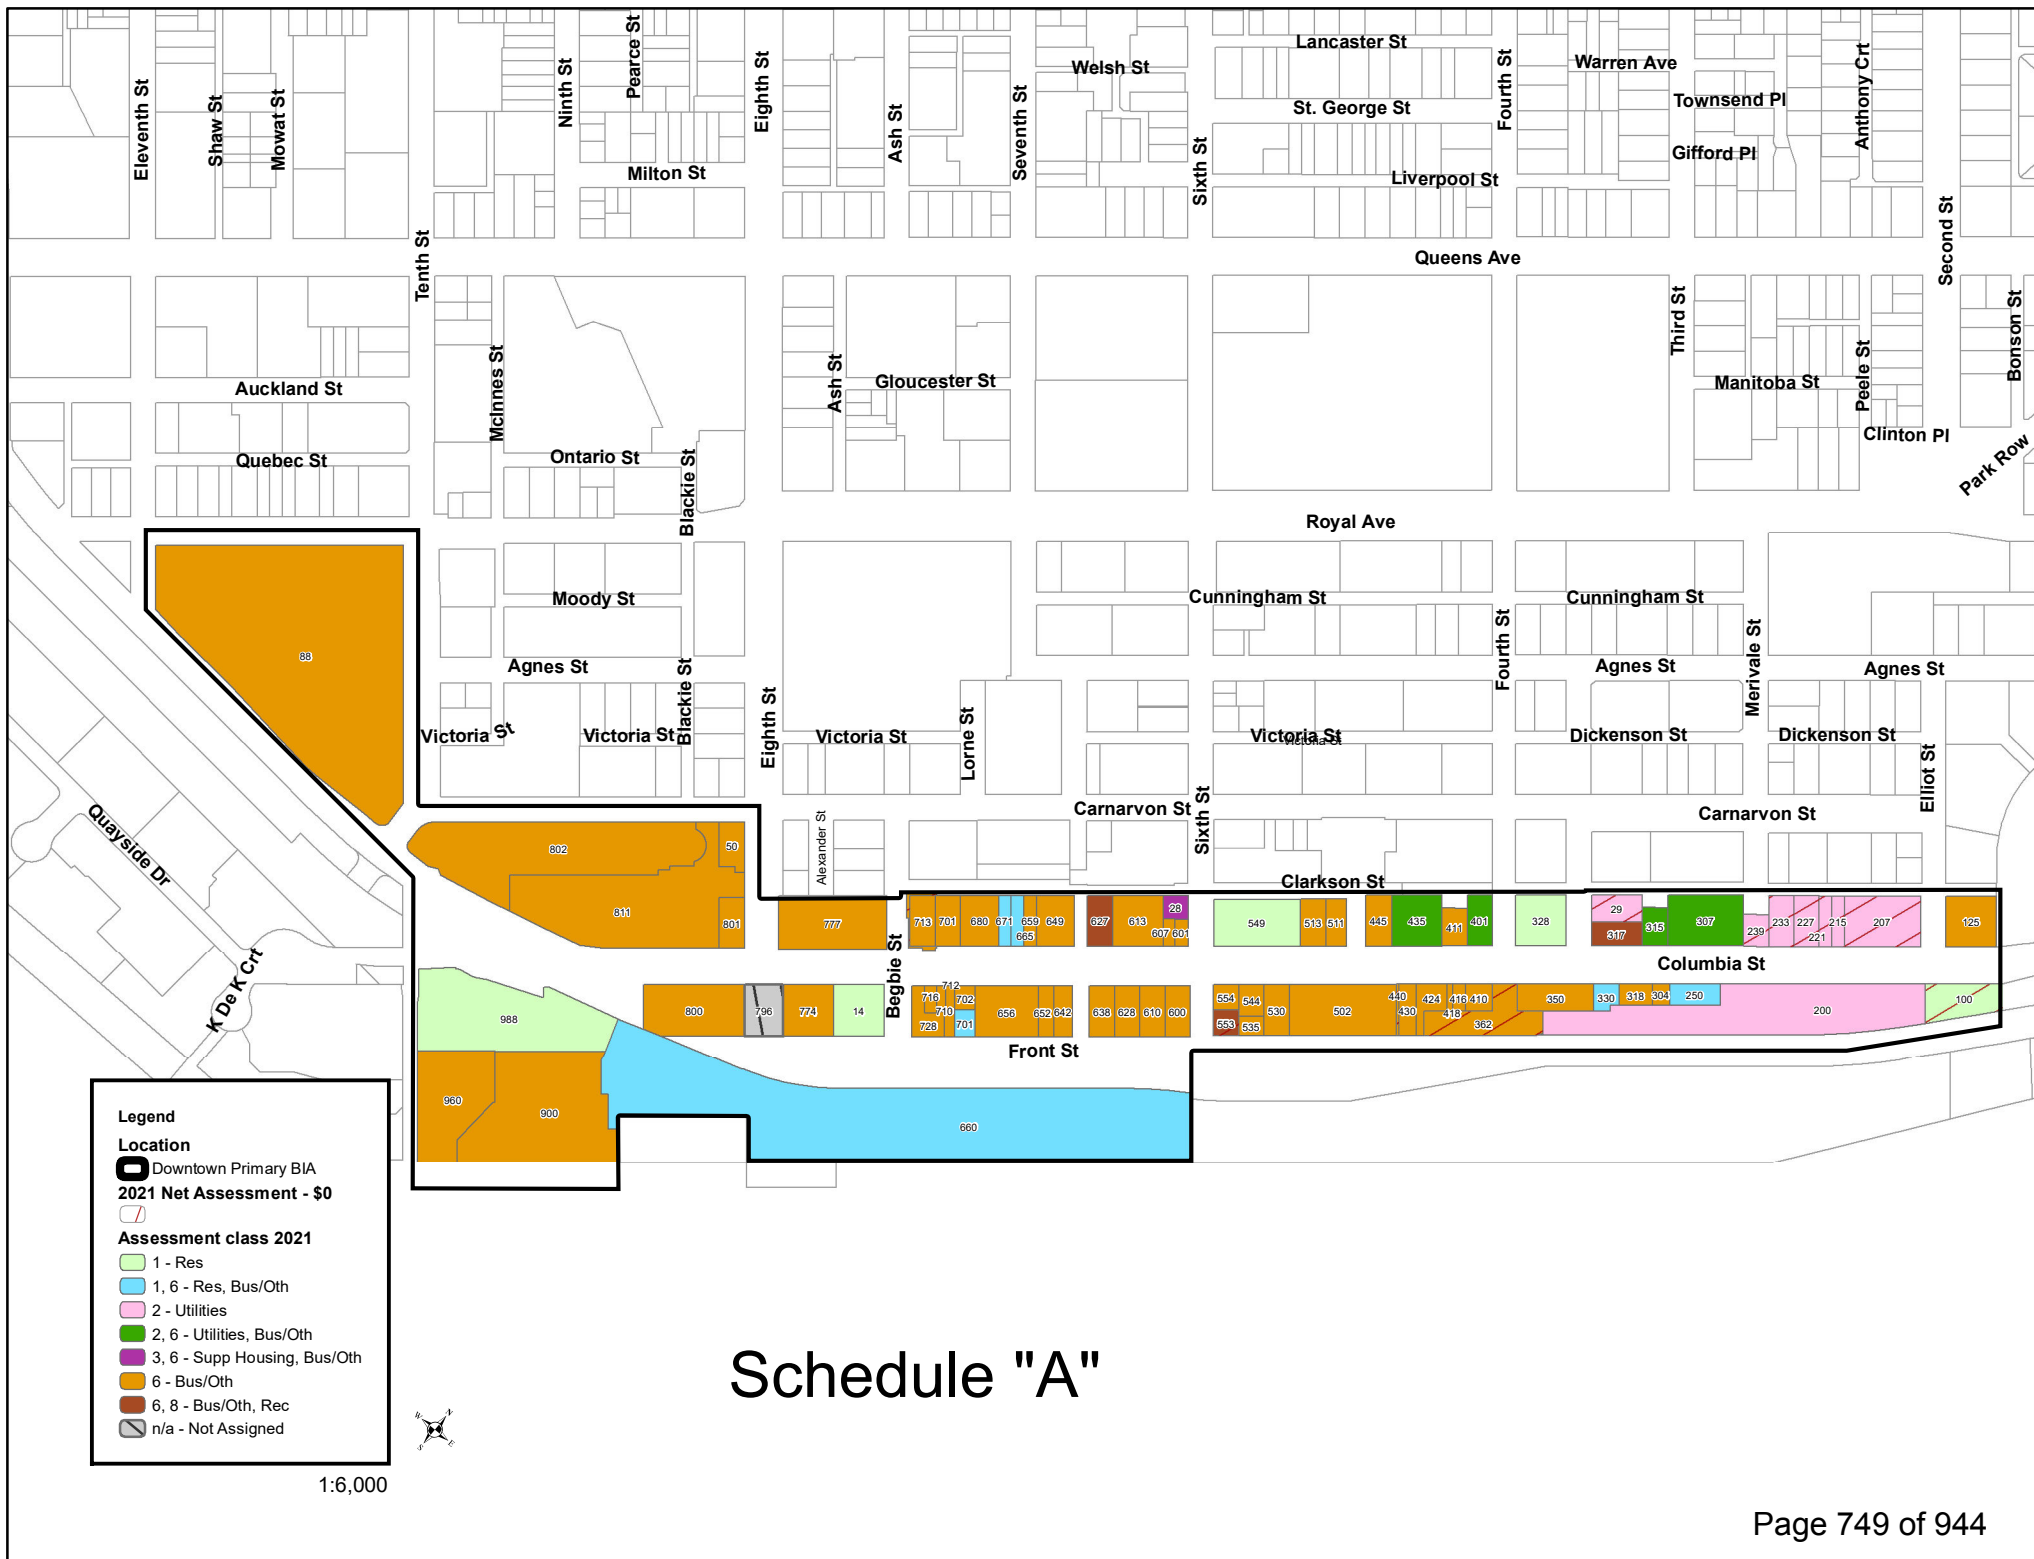 Lancaster St
Welsh St
Warren Ave
Pearce St
Ninth St
Eighth St
Fourth St
Anthony Crt
Eleventh St
Shaw St
Mowat St
Ash St
Seventh St
St. George St
Townsend Pl
Sixth St
Gifford Pl
Milton St
Liverpool St
Tenth St
Queens Ave
Second St
Third St
Bonson St
McInnes St
Ash St
Gloucester St
Manitoba St
Peele St
Auckland St
Clinton Pl
Quebec St
Ontario St
Blackie St
Park Row
Royal Ave
Moody St
Cunningham St
Cunningham St
Fourth St
Merivale St
88
Agnes St
Blackie St
Agnes St
Agnes St
Victoria St
Victoria St
Eighth St
Victoria St
Lorne St
Victoria St
Victoria St
Dickenson St
Dickenson St
Elliot St
Carnarvon St
Sixth St
Carnarvon St
Quayside Dr
Alexander St
802
50
811
801
Clarkson St
777
713
701
680
671
665
659
649
627
613
28
607
601
549
513
511
445
435
411
401
328
29
317
315
307
239
233
227
221
215
207
125
Begbie St
Columbia St
K De K Crt
988
800
796
774
14
716
712
710
702
728
701
656
652
642
638
628
610
600
554
544
553
535
530
502
440
430
424
418
416
410
362
350
330
318
304
250
200
100
Front St
960
900
660
Legend
Location
Downtown Primary BIA
2021 Net Assessment - $0
Assessment class 2021
1 - Res
1, 6 - Res, Bus/Oth
2 - Utilities
2, 6 - Utilities, Bus/Oth
3, 6 - Supp Housing, Bus/Oth
6 - Bus/Oth
6, 8 - Bus/Oth, Rec
n/a - Not Assigned
W
N
S
E
1:6,000
Schedule "A"
Page 749 of 944